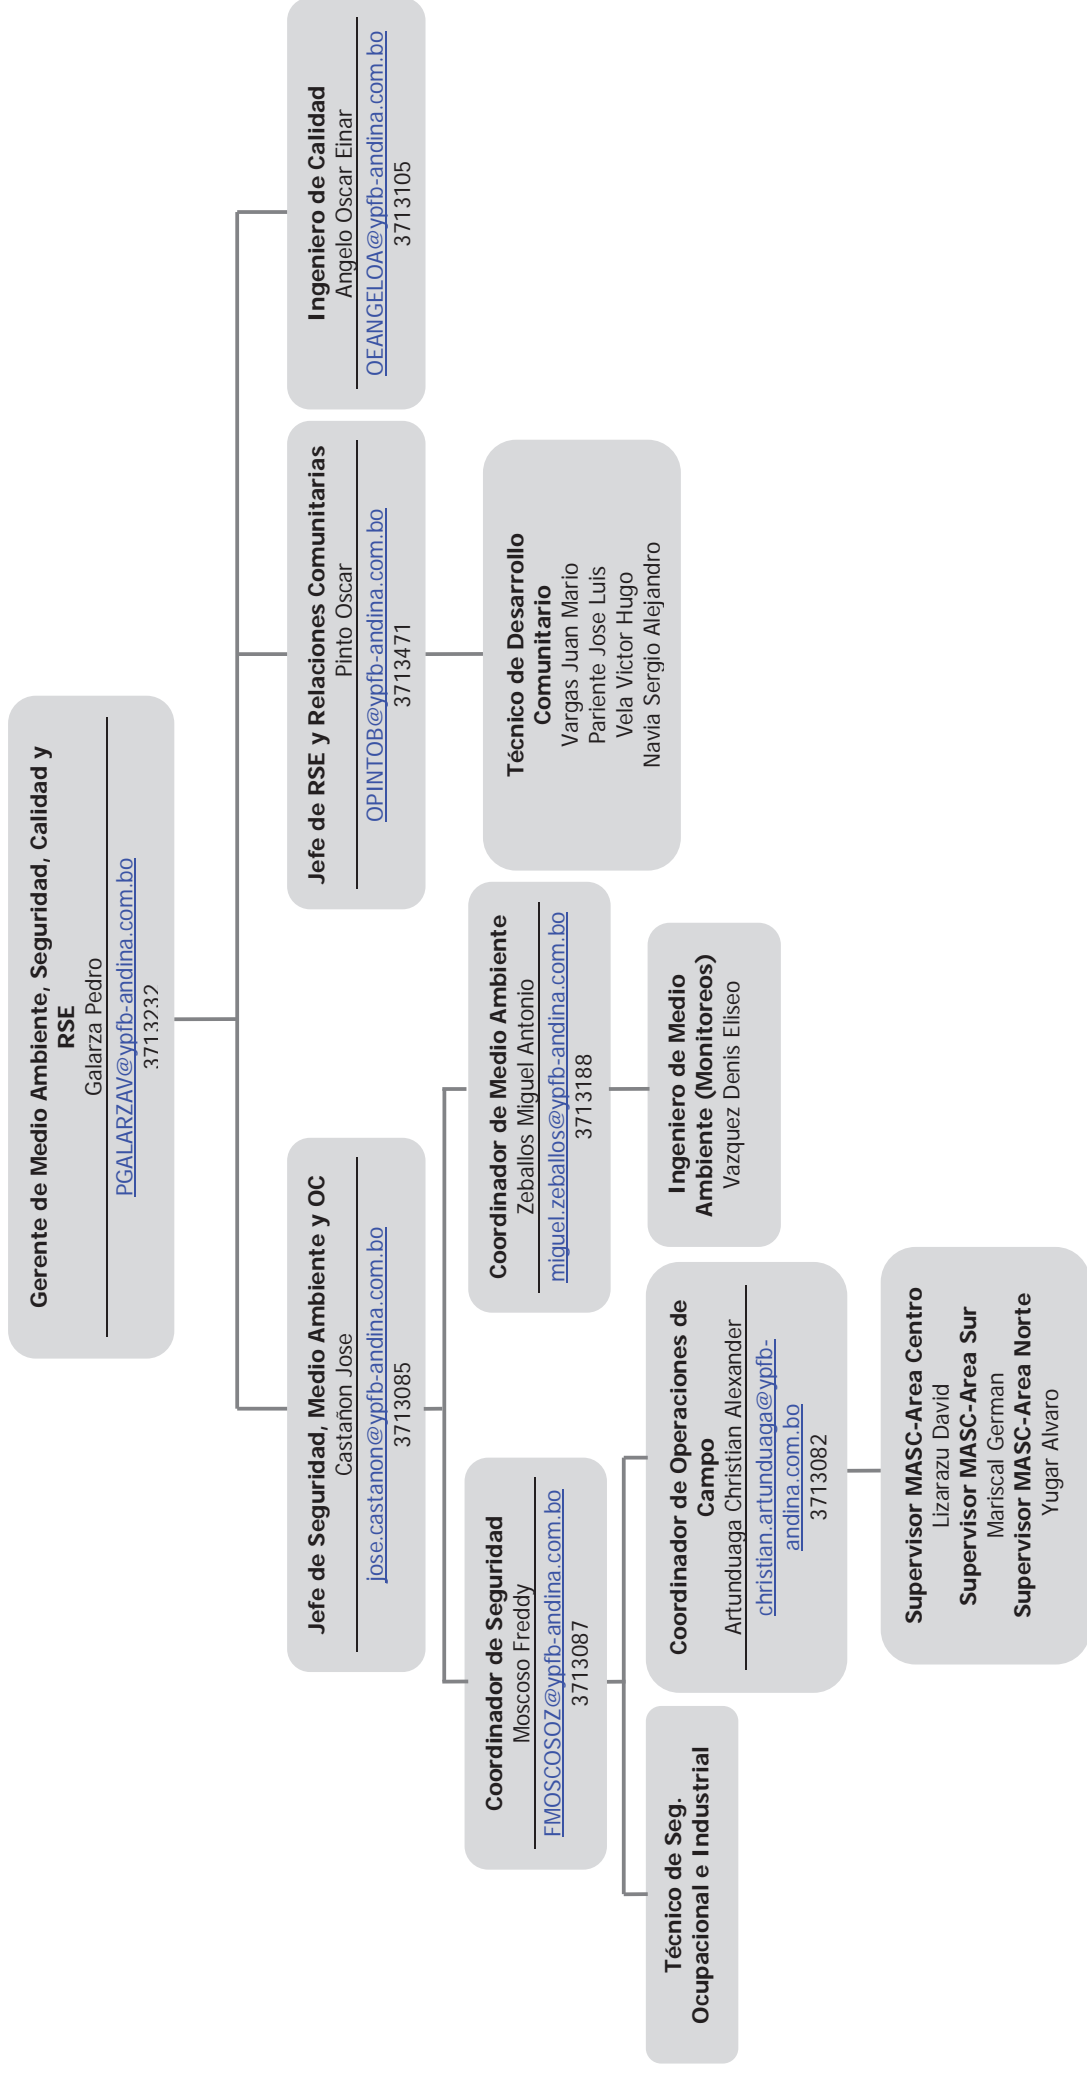 Gerente de Medio Ambiente, Seguridad, Calidad y
RSE
Galarza Pedro
PGALARZAV@ypfb-andina.com.bo
3713232
Jefe de Seguridad, Medio Ambiente y OC
Castañon Jose
jose.castanon@ypfb-andina.com.bo
3713085
Jefe de RSE y Relaciones Comunitarias
Pinto Oscar
OPINTOB@ypfb-andina.com.bo
3713471
Ingeniero de Calidad
Angelo Oscar Einar
OEANGELOA@ypfb-andina.com.bo
3713105
Coordinador de Seguridad
Moscoso Freddy
FMOSCOSOZ@ypfb-andina.com.bo
3713087
Coordinador de Medio Ambiente
Zeballos Miguel Antonio
miguel.zeballos@ypfb-andina.com.bo
3713188
Técnico de Desarrollo
Comunitario
Vargas Juan Mario
Pariente Jose Luis
Vela Victor Hugo
Navia Sergio Alejandro
Técnico de Seg.
Ocupacional e Industrial
Coordinador de Operaciones de
Campo
Artunduaga Christian Alexander
christian.artunduaga@ypfb-
andina.com.bo
3713082
Ingeniero de Medio
Ambiente (Monitoreos)
Vazquez Denis Eliseo
Supervisor MASC-Area Centro
Lizarazu David
Supervisor MASC-Area Sur
Mariscal German
Supervisor MASC-Area Norte
Yugar Alvaro